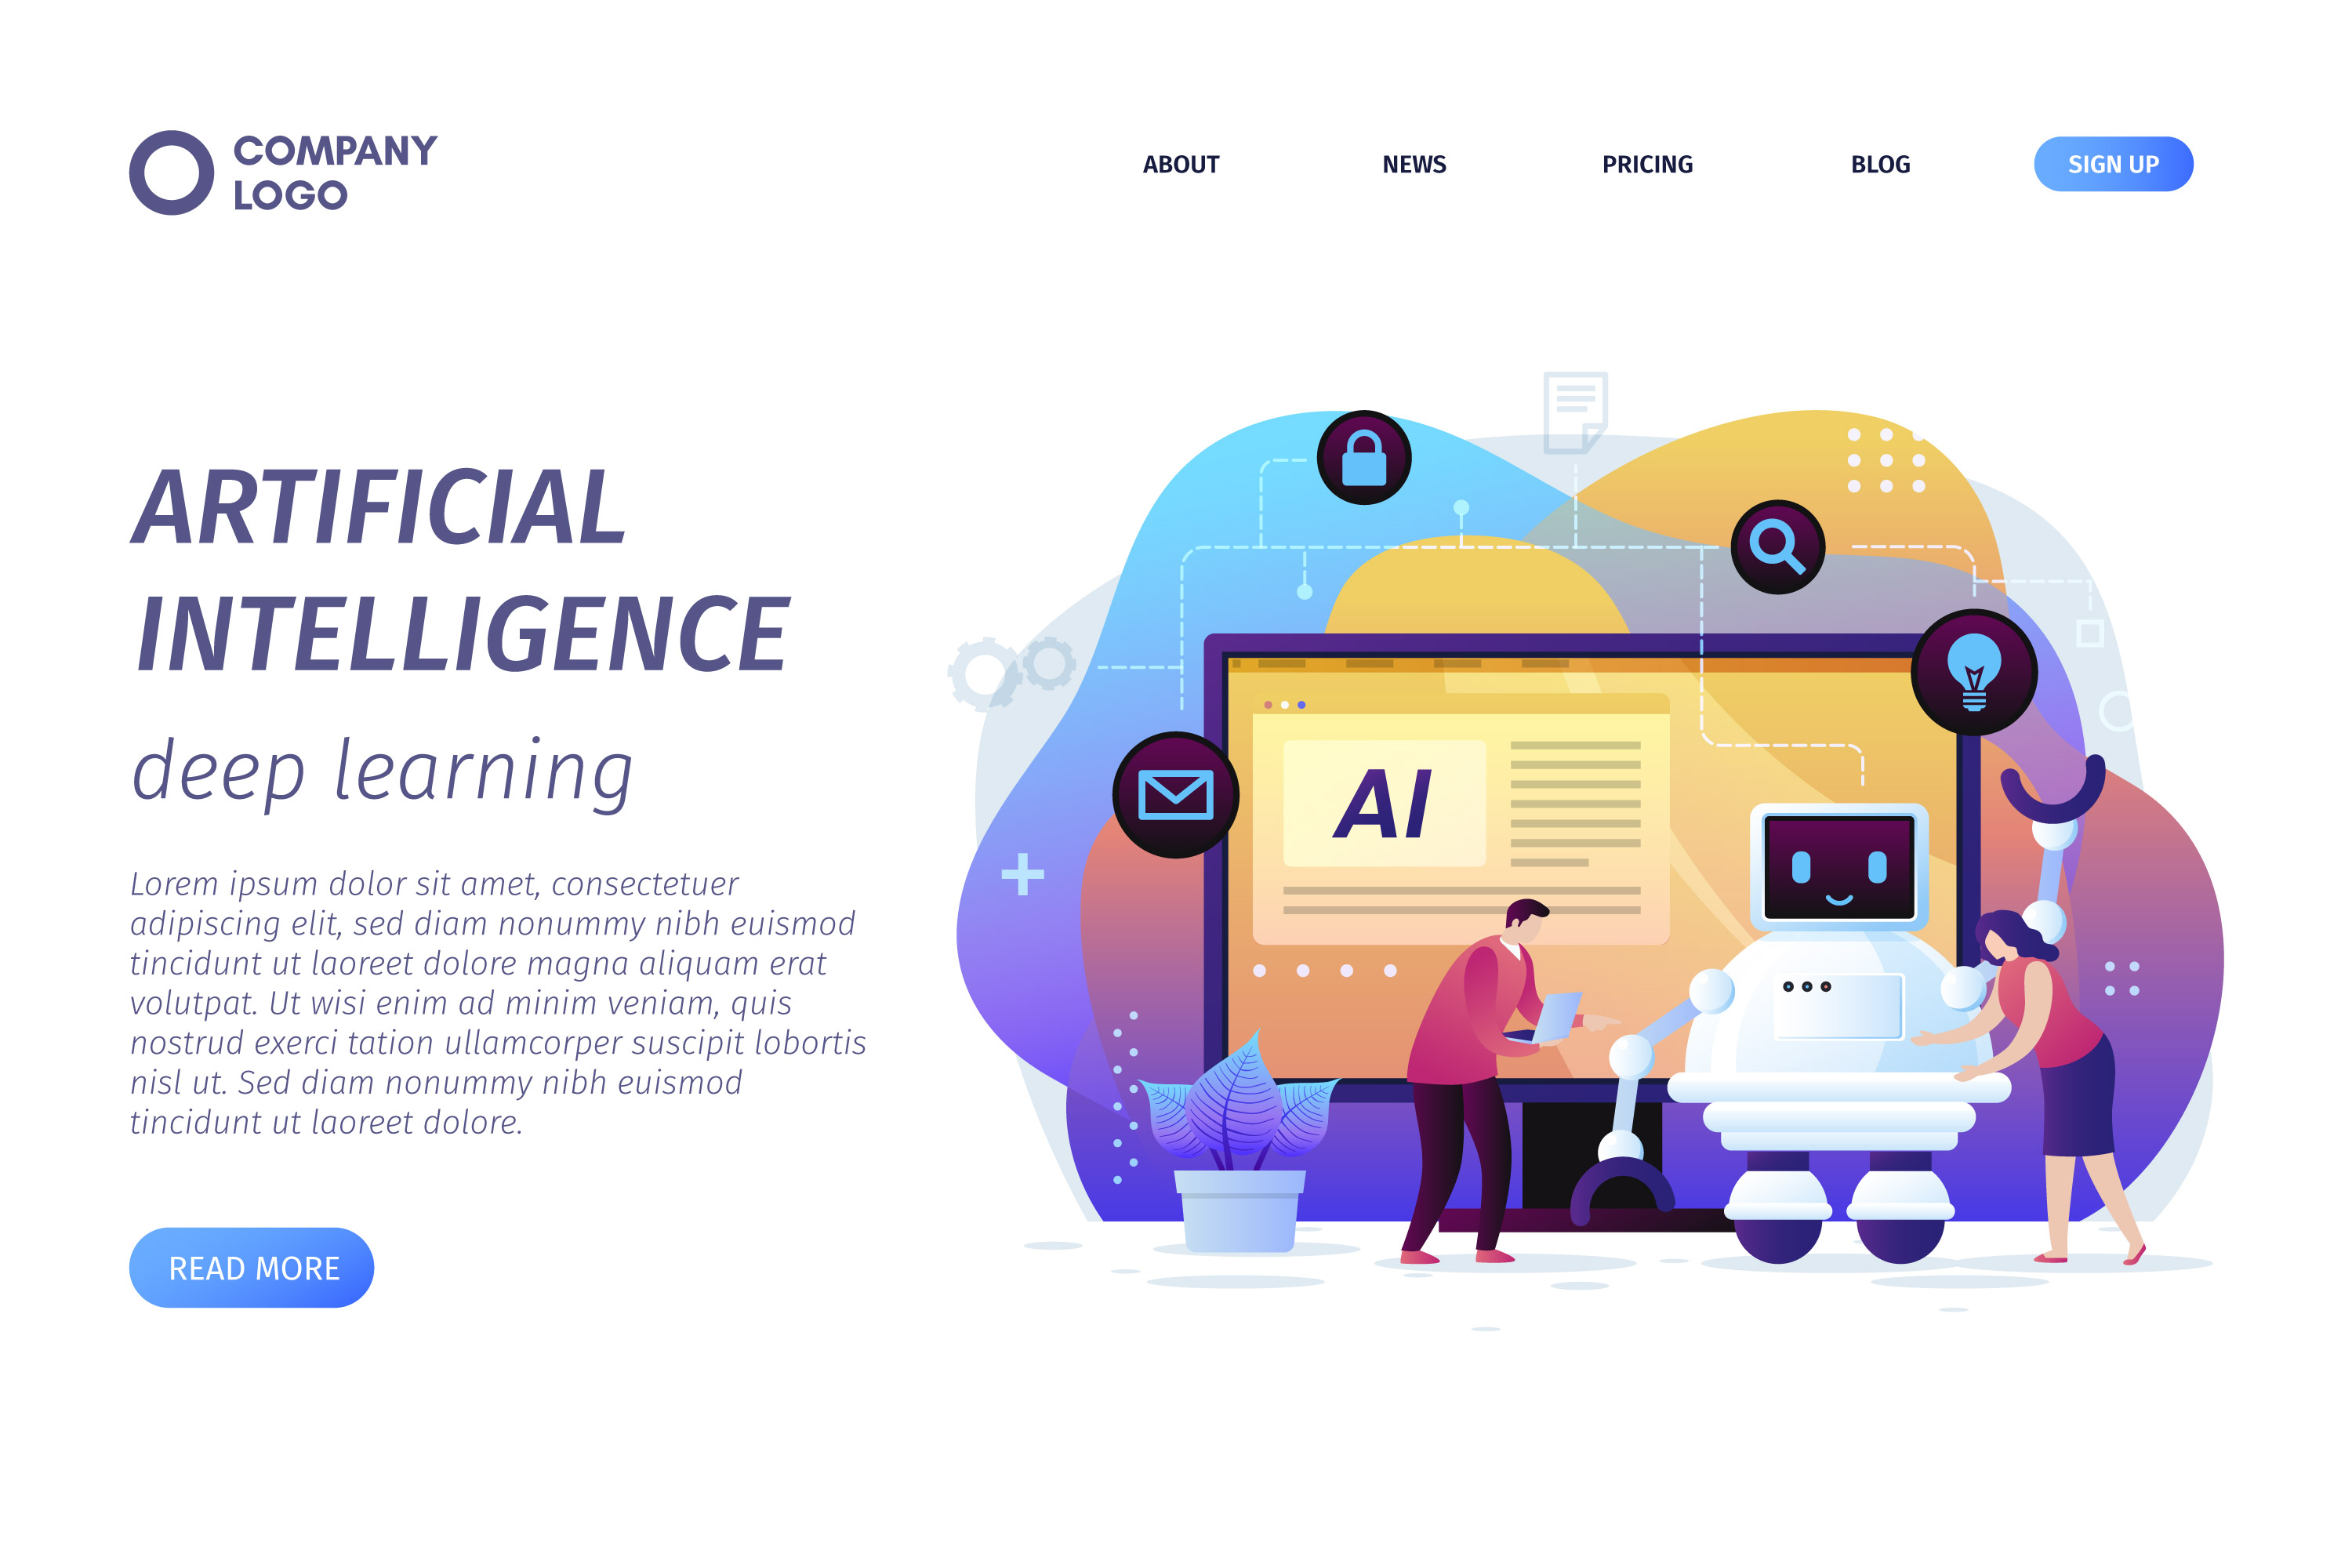 COMPANY
LOGO
ABOUT NEWS PRICING BLOG SIGN UP
ARTIFICIAL
INTELLIGENCE
deep learning
Lorem ipsum dolor sit amet, consectetuer
adipiscing elit, sed diam nonummy nibh euismod
tincidunt ut laoreet dolore magna aliquam erat
volutpat. Ut wisi enim ad minim veniam, quis
nostrud exerci tation ullamcorper suscipit lobortis
nisl ut. Sed diam nonummy nibh euismod
tincidunt ut laoreet dolore.
READ MORE
AI